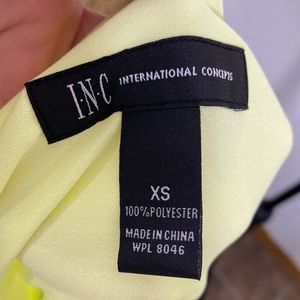 I·N·C INTERNATIONAL CONCEPTS
XS
100% POLYESTER
MADE IN CHINA
WPL 8046